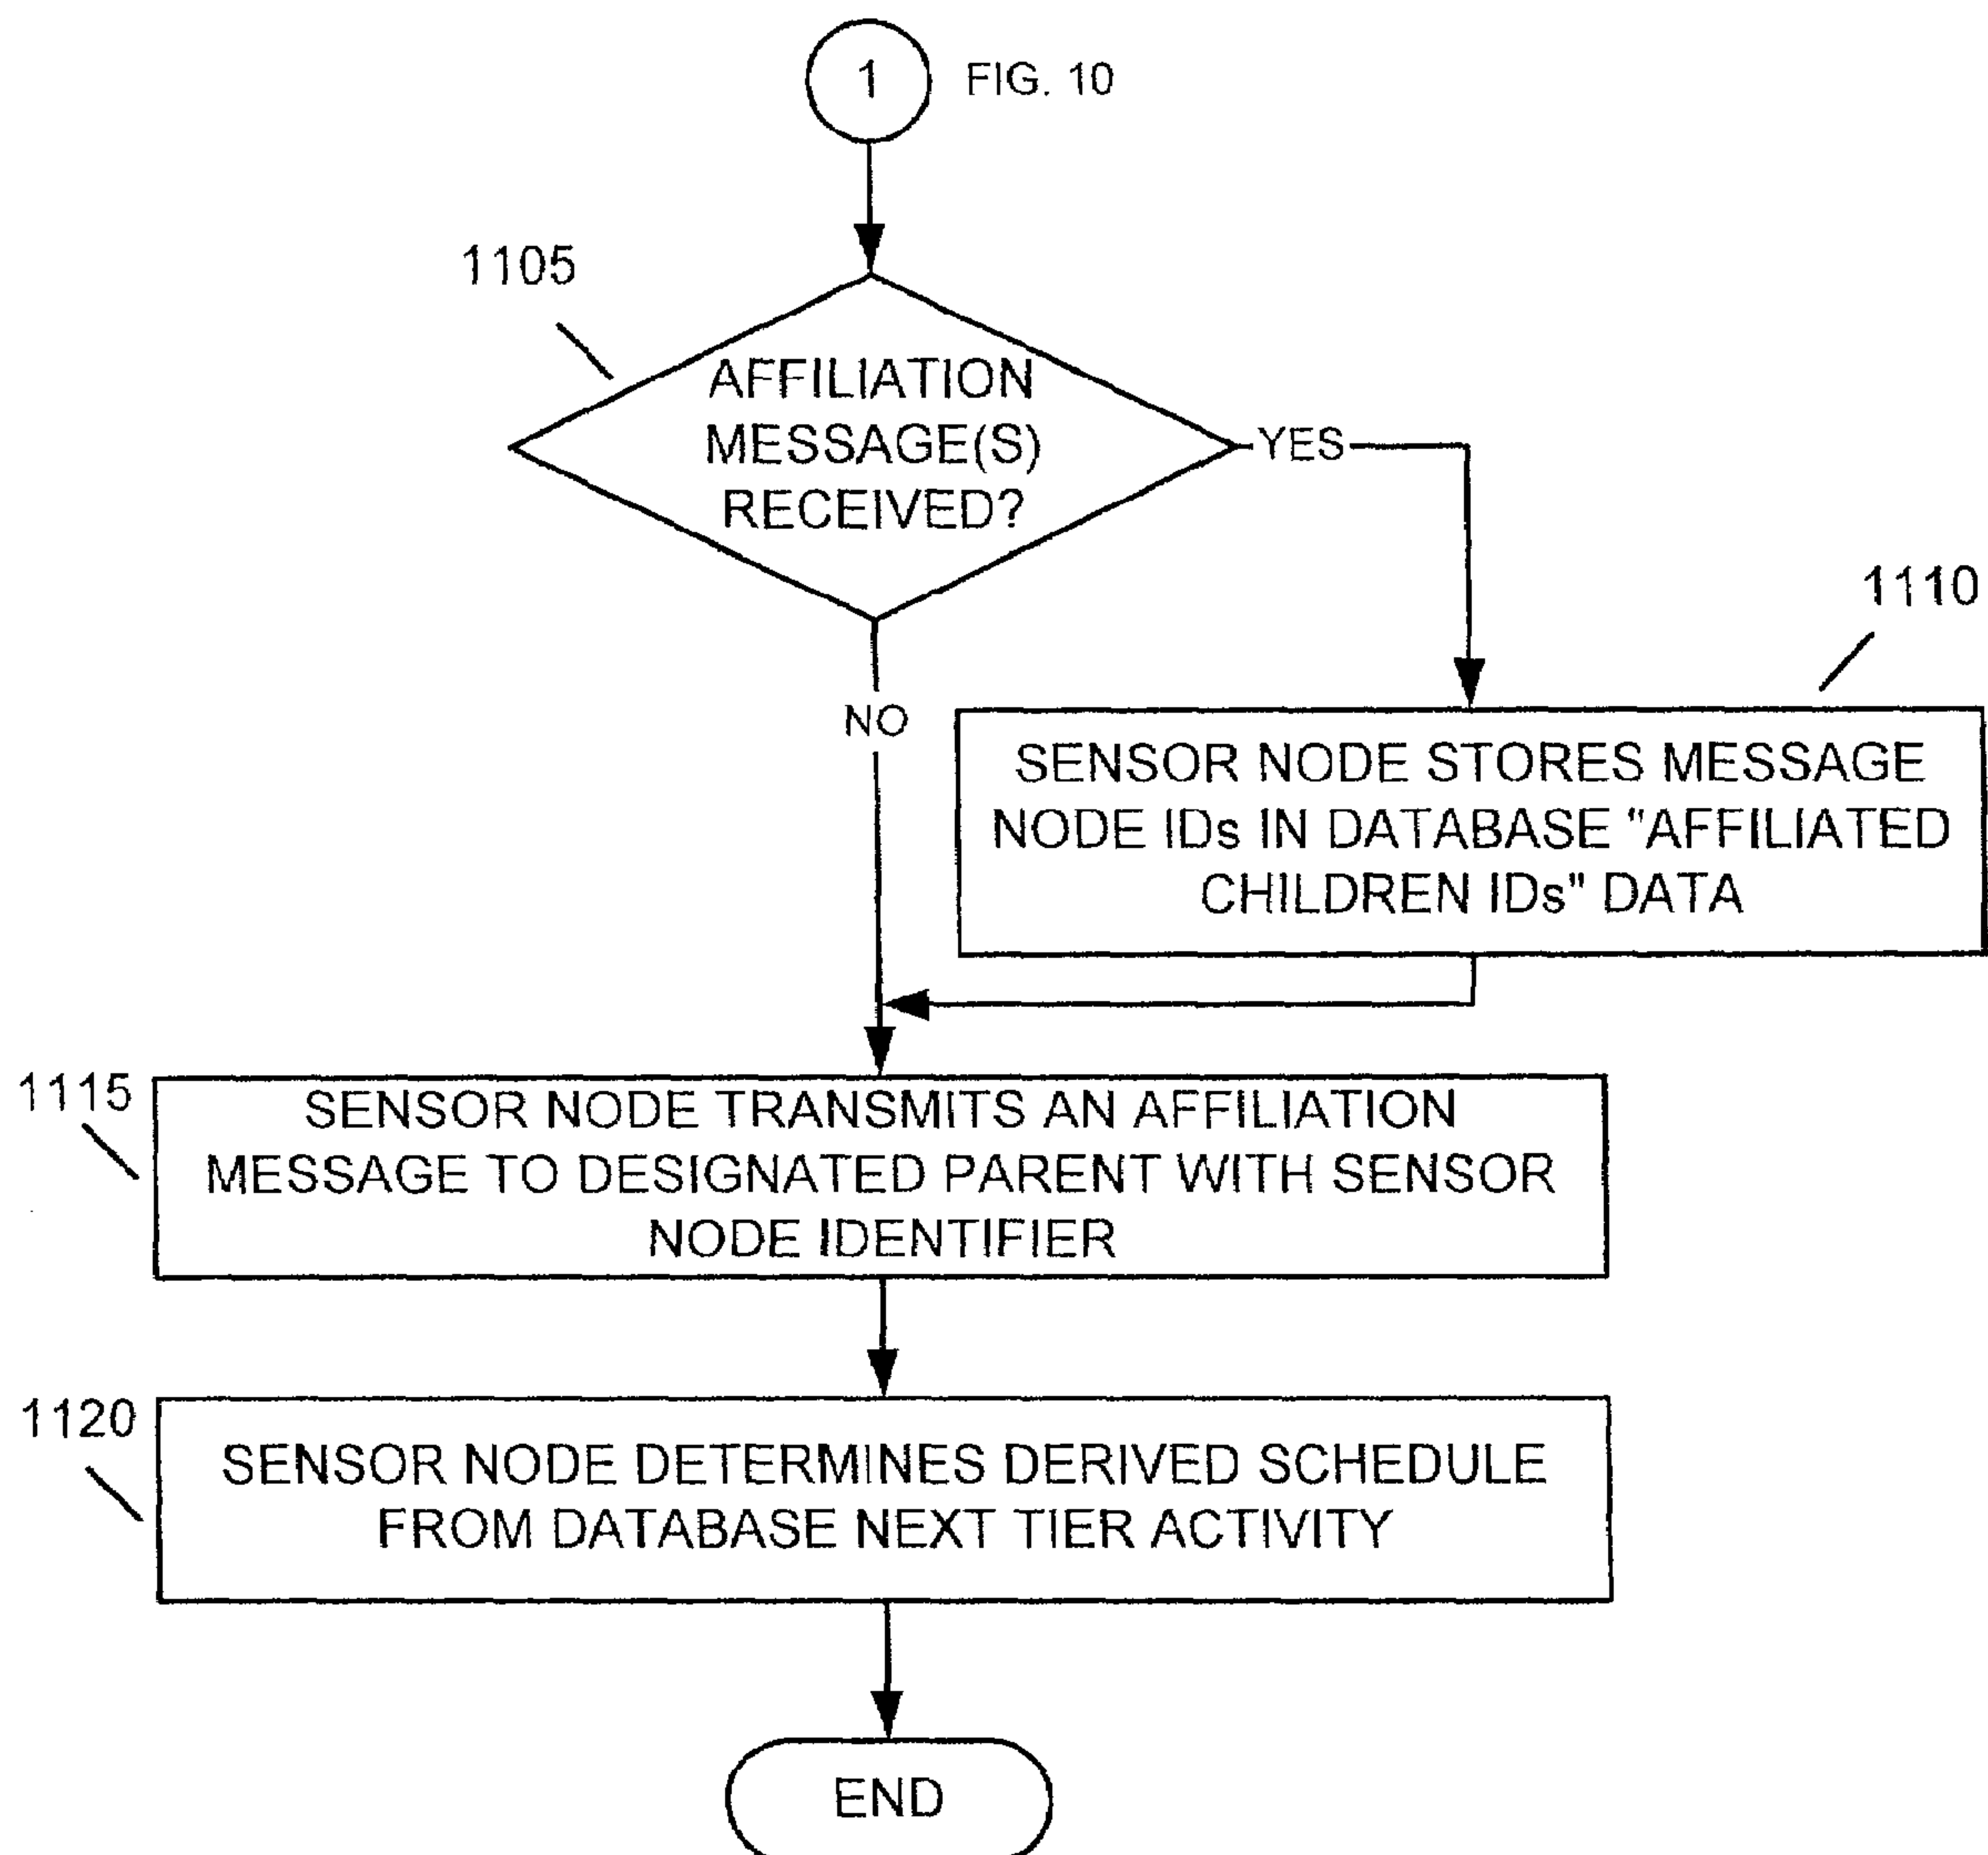 1
FIG. 10
1105
AFFILIATION
MESSAGE(S)
RECEIVED?
YES
1110
NO
SENSOR NODE STORES MESSAGE
NODE IDs IN DATABASE "AFFILIATED
CHILDREN IDs" DATA
1115
SENSOR NODE TRANSMITS AN AFFILIATION
MESSAGE TO DESIGNATED PARENT WITH SENSOR
NODE IDENTIFIER
1120
SENSOR NODE DETERMINES DERIVED SCHEDULE
FROM DATABASE NEXT TIER ACTIVITY
END